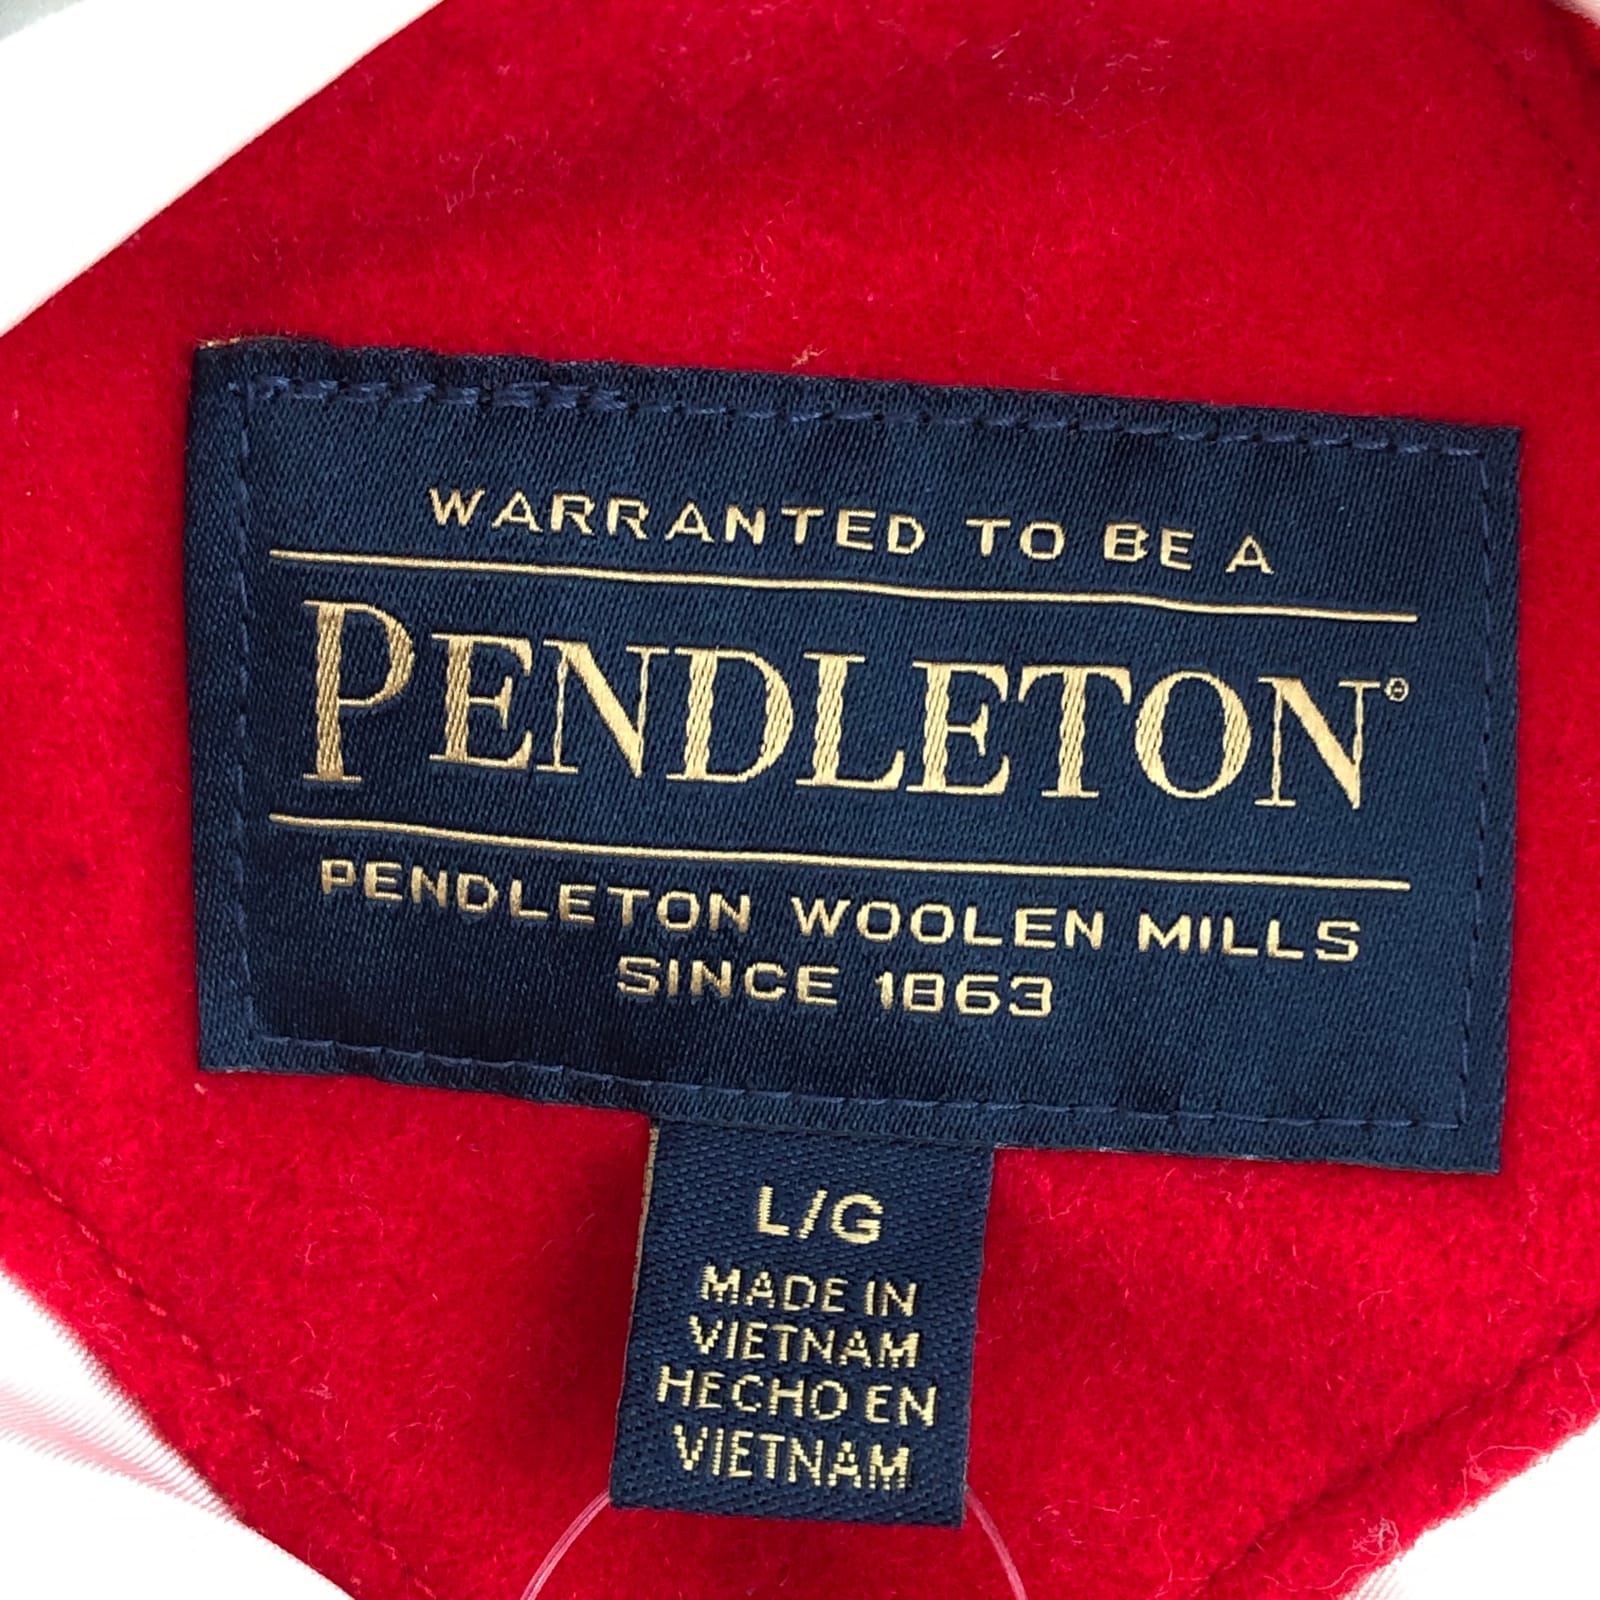 WARRANTED TO BE A
PENDLETON®
PENDLETON WOOLEN MILLS
SINCE 1863
L/G
MADE IN
VIETNAM
HECHO EN
VIETNAM